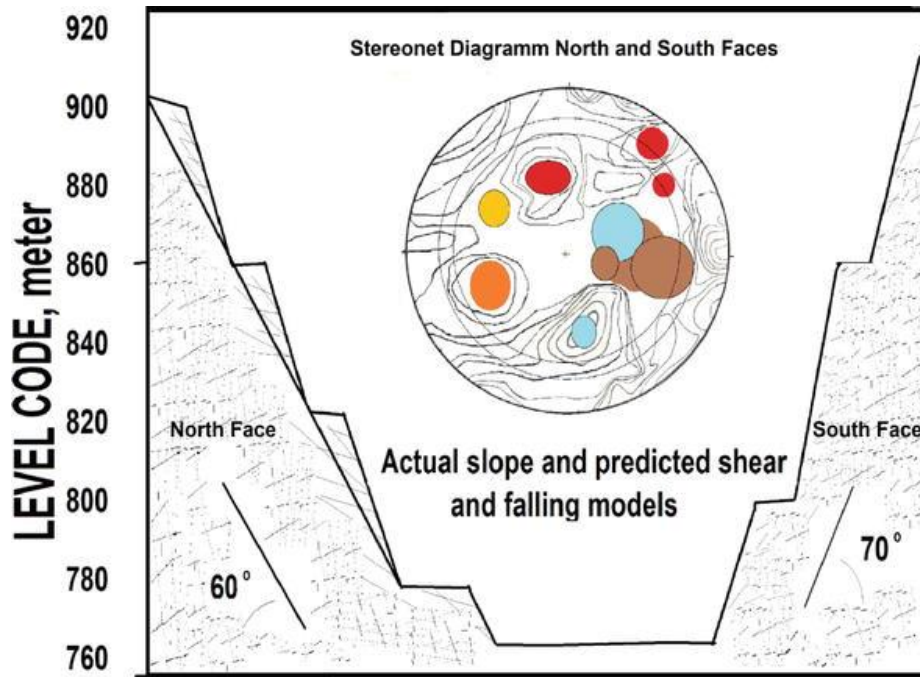 920
Stereonet Diagramm North and South Faces
900
880
860
LEVEL CODE, meter
840
820
North Face
South Face
Actual slope and predicted shear
and falling models
800
70°
780
60°
760